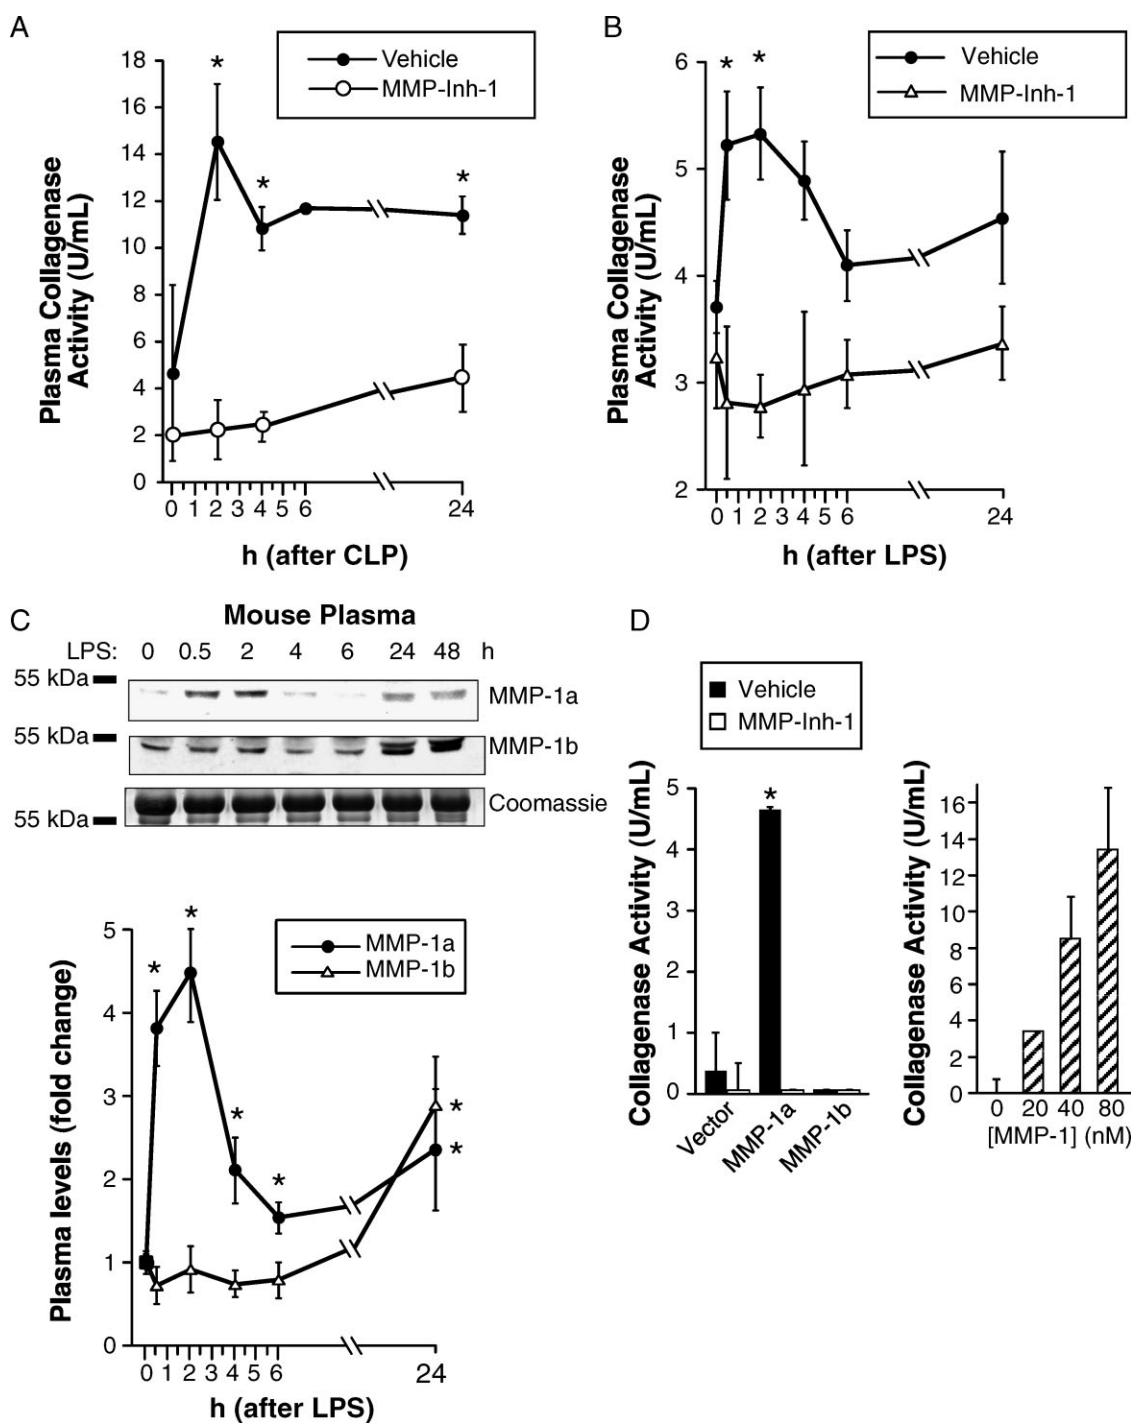 A
Vehicle
MMP-Inh-1
18
16
14
12
10
8
6
4
2
0
* * *
Plasma Collagenase
Activity (U/mL)
0 1 2 3 4 5 6 24
h (after CLP)
B
Vehicle
MMP-Inh-1
6
5
4
3
2
* *
Plasma Collagenase
Activity (U/mL)
0 1 2 3 4 5 6 24
h (after LPS)
C
Mouse Plasma
LPS: 0 0.5 2 4 6 24 48 h
55 kDa
MMP-1a
55 kDa
MMP-1b
Coomassie
55 kDa
MMP-1a
MMP-1b
5
4
3
2
1
0
* * * * * *
Plasma levels (fold change)
0 1 2 3 4 5 6 24
h (after LPS)
D
Vehicle
MMP-Inh-1
5
4
3
2
1
0
*
Collagenase Activity (U/mL)
Vector MMP-1a MMP-1b
16
14
12
10
8
6
4
2
0
Collagenase Activity (U/mL)
0 20 40 80
[MMP-1] (nM)